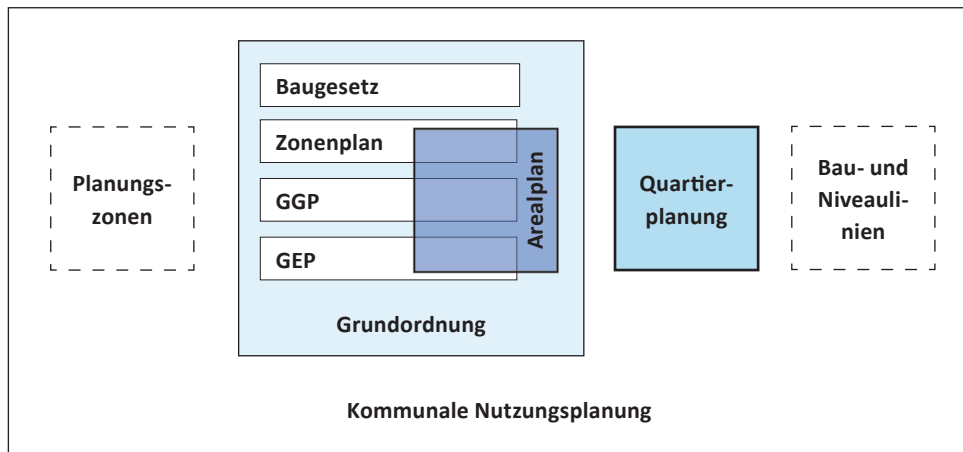 Planungs-
zonen
Baugesetz
Zonenplan
GGP
GEP
Arealplan
Grundordnung
Quartier-
planung
Bau- und
Niveauli-
nien
Kommunale Nutzungsplanung